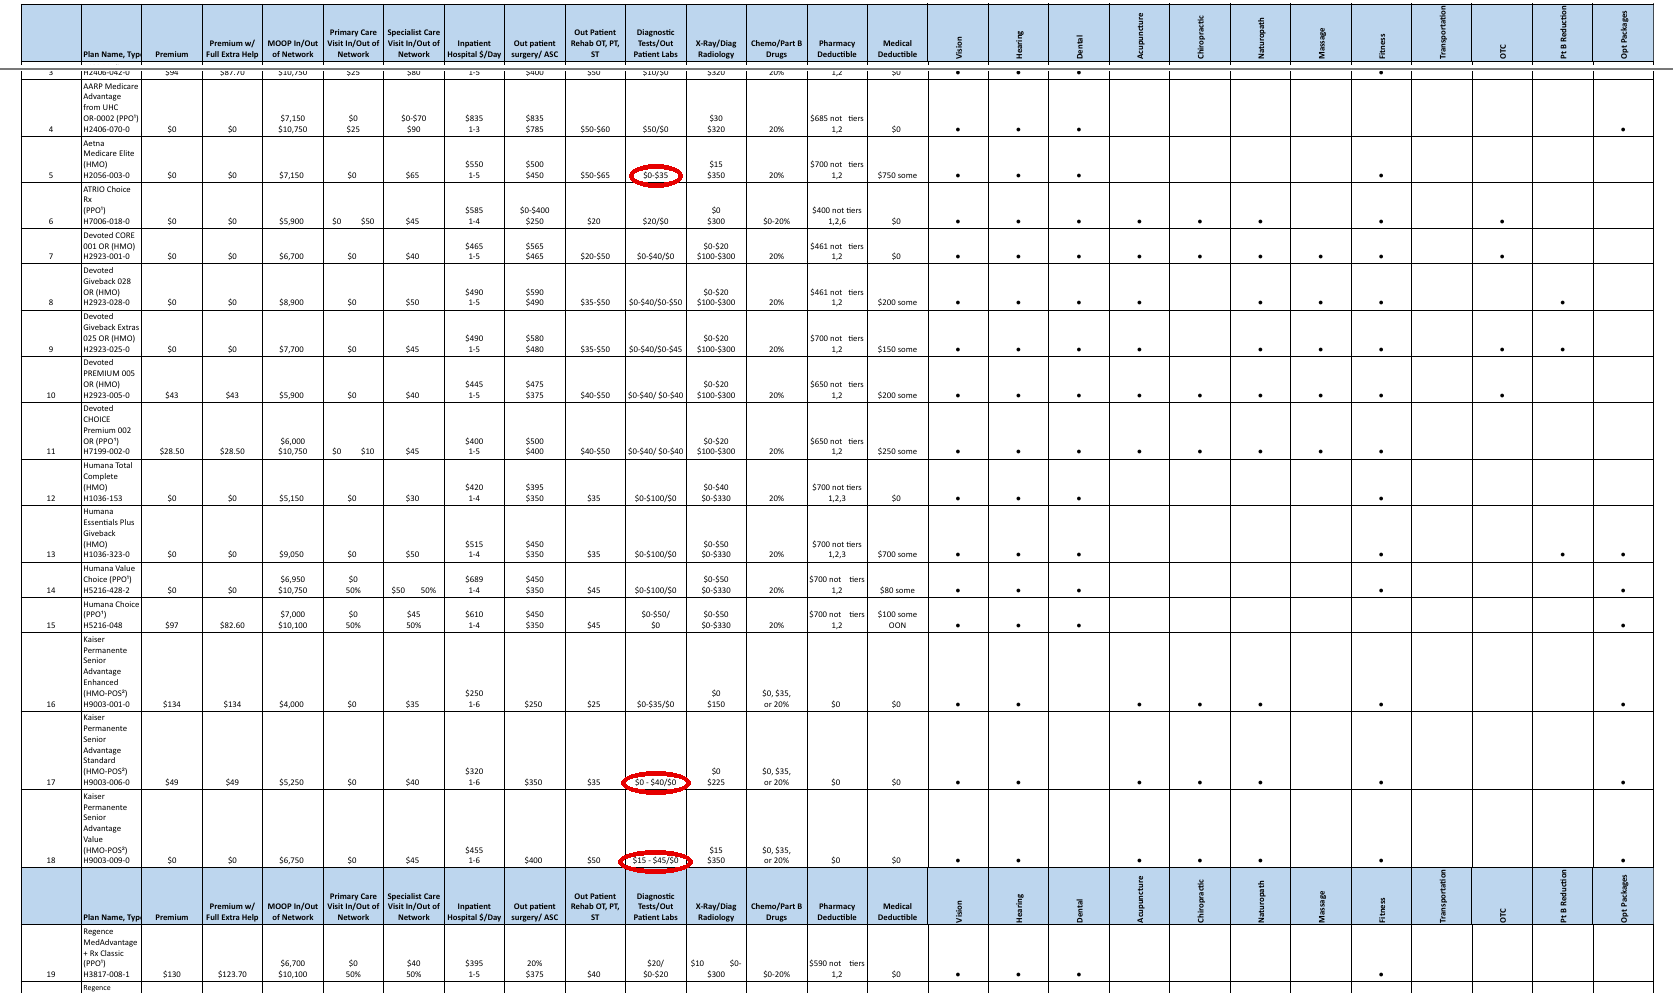 Plan Name, Typ Premium Premium w/ Full Extra Help MOOP In/Out of Network Primary Care Visit In/Out of Network Specialist Care Visit In/Out of Network Inpatient Hospital $/Day Out patient surgery/ ASC Out Patient Rehab OT, PT, ST Diagnostic Tests/Out Patient Labs X-Ray/Diag Radiology Chemo/Part B Drugs Pharmacy Deductible Medical Deductible Vision Hearing Dental Acupuncture Chiropractic Naturopath Massage Fitness Transportation OTC Pt B Reduction Opt Packages
3 H2406-042-0 $94 $87.70 $10,750 $25 $80 1-5 $400 $50 $10/$0 $320 20% 1,2 $0 • • • •
AARP Medicare
Advantage
from UHC
OR-0002 (PPO¹) $7,150 $0 $0-$70 $835 $835 $30 $685 not tiers
4 H2406-070-0 $0 $0 $10,750 $25 $90 1-3 $785 $50-$60 $50/$0 $320 20% 1,2 $0 • • • •
Aetna
Medicare Elite
(HMO) $550 $500 $15 $700 not tiers
5 H2056-003-0 $0 $0 $7,150 $0 $65 1-5 $450 $50-$65 $0-$35 $350 20% 1,2 $750 some • • • •
ATRIO Choice
Rx
(PPO¹) $585 $0-$400 $0 $400 not tiers
6 H7006-018-0 $0 $0 $5,900 $0 $50 $45 1-4 $250 $20 $20/$0 $300 $0-20% 1,2,6 $0 • • • • • • • •
Devoted CORE
001 OR (HMO) $465 $565 $0-$20 $461 not tiers
7 H2923-001-0 $0 $0 $6,700 $0 $40 1-5 $465 $20-$50 $0-$40/$0 $100-$300 20% 1,2 $0 • • • • • • • • •
Devoted
Giveback 028
OR (HMO) $490 $590 $0-$20 $461 not tiers
8 H2923-028-0 $0 $0 $8,900 $0 $50 1-5 $490 $35-$50 $0-$40/$0-$50 $100-$300 20% 1,2 $200 some • • • • • • • •
Devoted
Giveback Extras
025 OR (HMO) $490 $580 $0-$20 $700 not tiers
9 H2923-025-0 $0 $0 $7,700 $0 $45 1-5 $480 $35-$50 $0-$40/$0-$45 $100-$300 20% 1,2 $150 some • • • • • • • • •
Devoted
PREMIUM 005
OR (HMO) $445 $475 $0-$20 $650 not tiers
10 H2923-005-0 $43 $43 $5,900 $0 $40 1-5 $375 $40-$50 $0-$40/ $0-$40 $100-$300 20% 1,2 $200 some • • • • • • • • •
Devoted
CHOICE
Premium 002
OR (PPO¹) $6,000 $400 $500 $0-$20 $650 not tiers
11 H7199-002-0 $28.50 $28.50 $10,750 $0 $10 $45 1-5 $400 $40-$50 $0-$40/ $0-$40 $100-$300 20% 1,2 $250 some • • • • • • • •
Humana Total
Complete
(HMO) $420 $395 $0-$40 $700 not tiers
12 H1036-153 $0 $0 $5,150 $0 $30 1-4 $350 $35 $0-$100/$0 $0-$330 20% 1,2,3 $0 • • • •
Humana
Essentials Plus
Giveback
(HMO) $515 $450 $0-$50 $700 not tiers
13 H1036-323-0 $0 $0 $9,050 $0 $50 1-4 $350 $35 $0-$100/$0 $0-$330 20% 1,2,3 $700 some • • • • • •
Humana Value
Choice (PPO¹) $6,950 $0 $689 $450 $0-$50 $700 not tiers
14 H5216-428-2 $0 $0 $10,750 50% $50 50% 1-4 $350 $45 $0-$100/$0 $0-$330 20% 1,2 $80 some • • • • •
Humana Choice
(PPO¹) $7,000 $0 $45 $610 $450 $0-$50/ $0-$50 $700 not tiers $100 some
15 H5216-048 $97 $82.60 $10,100 50% 50% 1-4 $350 $45 $0 $0-$330 20% 1,2 OON • • • •
Kaiser
Permanente
Senior
Advantage
Enhanced
(HMO-POS²) $250 $0 $0, $35,
16 H9003-001-0 $134 $134 $4,000 $0 $35 1-6 $250 $25 $0-$35/$0 $150 or 20% $0 $0 • • • • • • •
Kaiser
Permanente
Senior
Advantage
Standard
(HMO-POS²) $320 $0 $0, $35,
17 H9003-006-0 $49 $49 $5,250 $0 $40 1-6 $350 $35 $0 - $40/$0 $225 or 20% $0 $0 • • • • • • • •
Kaiser
Permanente
Senior
Advantage
Value
(HMO-POS²) $455 $15 $0, $35,
18 H9003-009-0 $0 $0 $6,750 $0 $45 1-6 $400 $50 $15 - $45/$0 $350 or 20% $0 $0 • • • • • • • •
Plan Name, Typ Premium Premium w/ Full Extra Help MOOP In/Out of Network Primary Care Visit In/Out of Network Specialist Care Visit In/Out of Network Inpatient Hospital $/Day Out patient surgery/ ASC Out Patient Rehab OT, PT, ST Diagnostic Tests/Out Patient Labs X-Ray/Diag Radiology Chemo/Part B Drugs Pharmacy Deductible Medical Deductible Vision Hearing Dental Acupuncture Chiropractic Naturopath Massage Fitness Transportation OTC Pt B Reduction Opt Packages
Regence
MedAdvantage
+ Rx Classic
(PPO¹) $6,700 $0 $40 $395 20% $20/ $10 $0- $590 not tiers
19 H3817-008-1 $130 $123.70 $10,100 50% 50% 1-5 $375 $40 $0-$20 $300 $0-20% 1,2 $0 • • • •
Regence